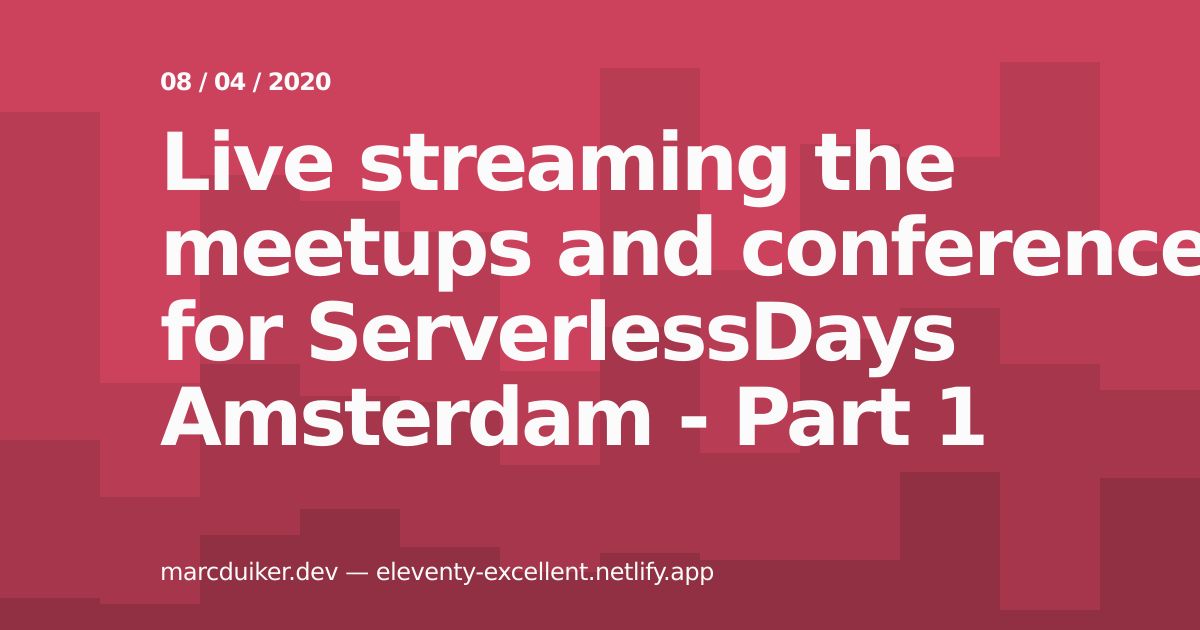 08 / 04 / 2020
Live streaming the
meetups and conference
for ServerlessDays
Amsterdam - Part 1
marcduiker.dev — eleventy-excellent.netlify.app